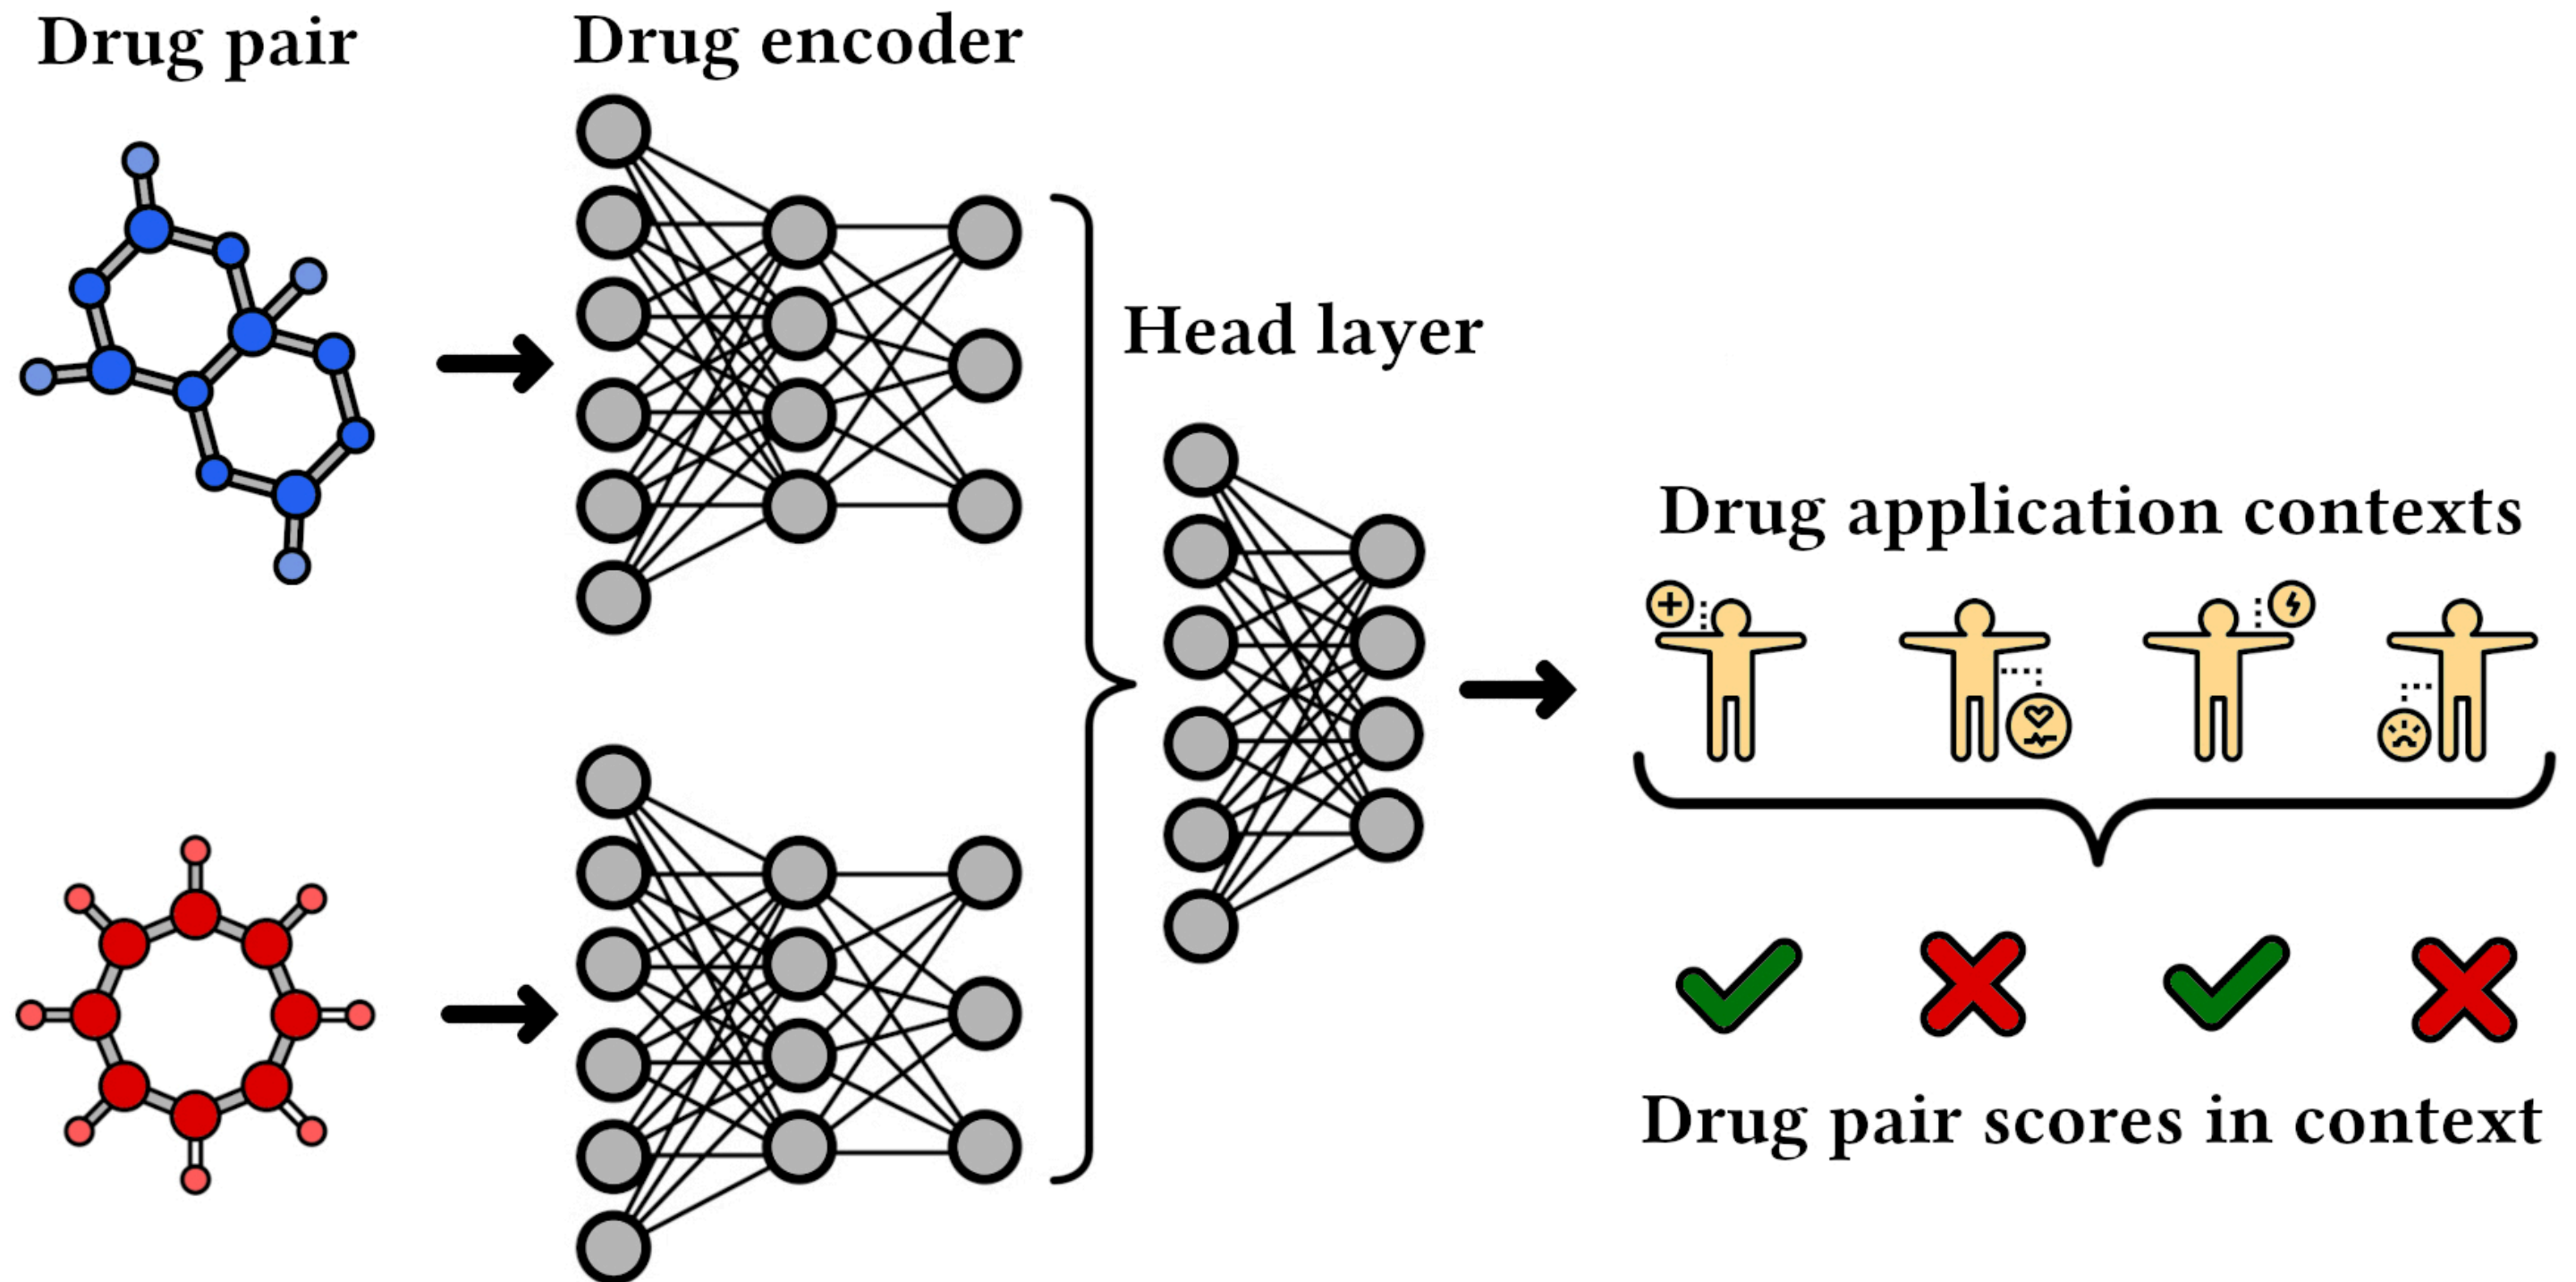 Drug pair
Drug encoder
Head layer
Drug application contexts
Drug pair scores in context